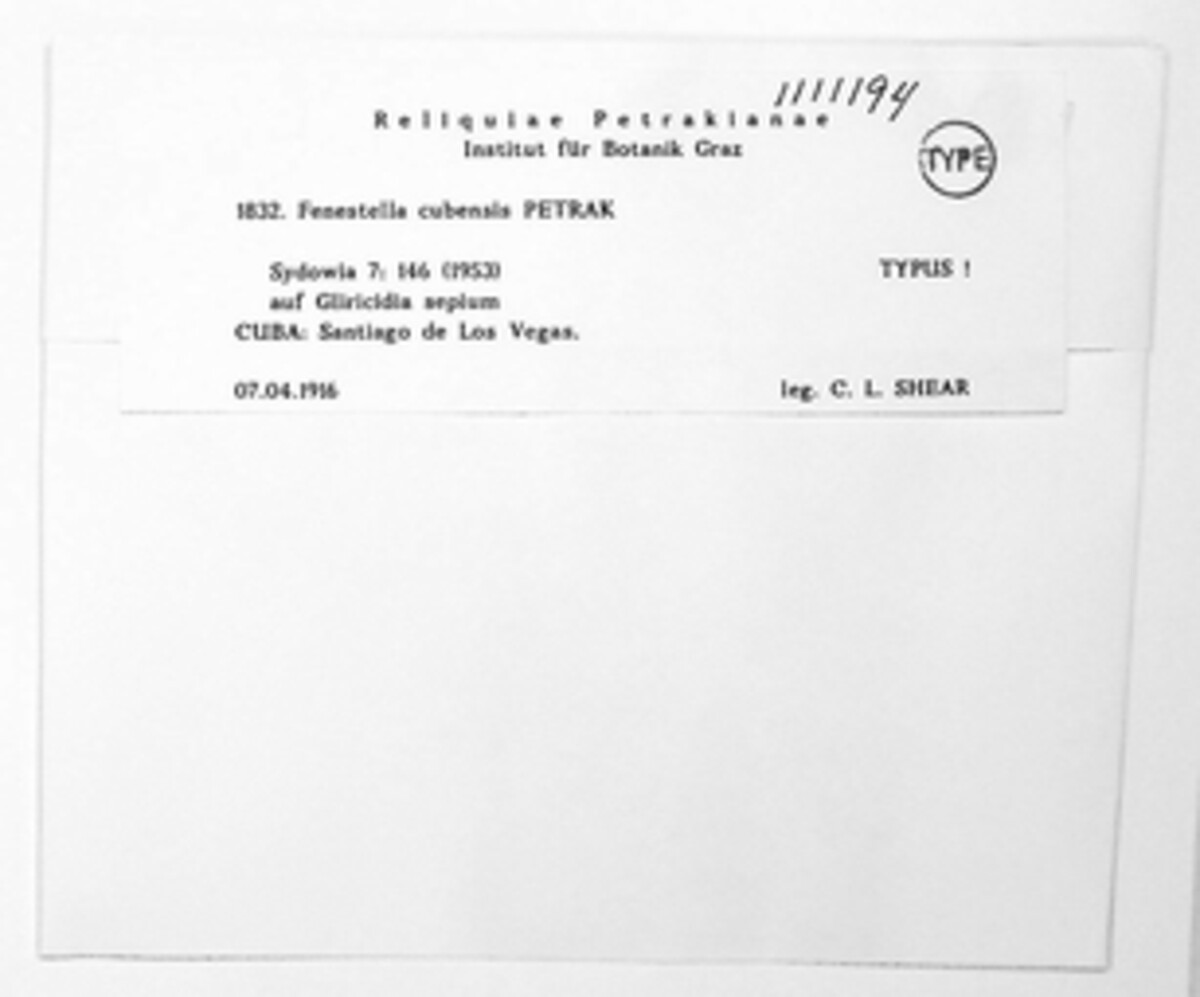 1111194
Reliquiae Petrakianae
Institut für Botanik Graz
TYPE
1832. Fenestella cubensis PETRAK
Sydowia 7: 146 (1953) TYPUS !
auf Gliricidia sepium
CUBA: Santiago de Los Vegas.
07.04.1916 leg. C. L. SHEAR